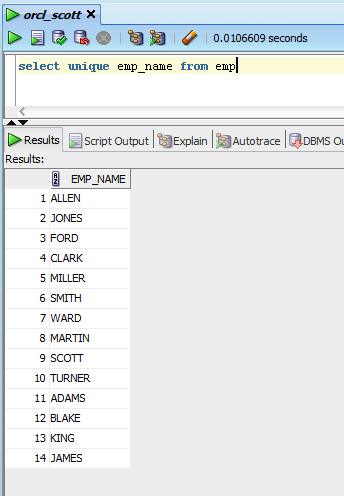 orcl_scott
0.0106609 seconds
select unique emp_name from emp
Results Script Output Explain Autotrace DBMS Ou
Results:
EMP_NAME
1 ALLEN
2 JONES
3 FORD
4 CLARK
5 MILLER
6 SMITH
7 WARD
8 MARTIN
9 SCOTT
10 TURNER
11 ADAMS
12 BLAKE
13 KING
14 JAMES